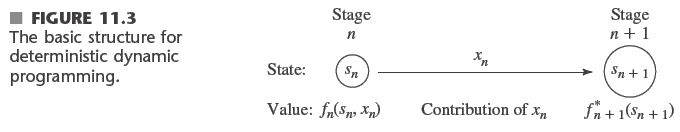 ■ FIGURE 11.3
The basic structure for
deterministic dynamic
programming.
Stage Stage
n n + 1
State: sₙ xₙ sₙ₊₁
Value: fₙ(sₙ, xₙ) Contribution of xₙ f*ₙ₊₁(sₙ₊₁)